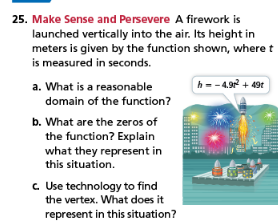 25. Make Sense and Persevere A firework is
launched vertically into the air. Its height in
meters is given by the function shown, where t
is measured in seconds.
a. What is a reasonable
domain of the function?
h = – 4.9t² + 49t
b. What are the zeros of
the function? Explain
what they represent in
this situation.
c. Use technology to find
the vertex. What does it
represent in this situation?